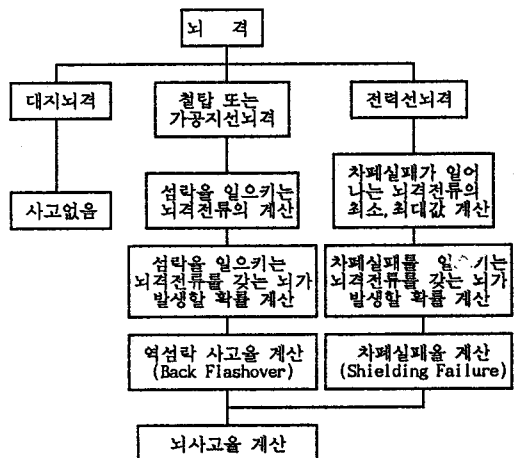 뇌 격
대지뇌격
철탑 또는
가공지선뇌격
전력선뇌격
사고없음
섬락을 일으키는
뇌격전류의 계산
차폐실패가 일어
나는 뇌격전류의
최소, 최대값 계산
섬락을 일으키는
뇌격전류를 갖는 뇌가
발생할 확률 계산
차폐실패를 일으키는
뇌격전류를 갖는 뇌가
발생할 확률 계산
역섬락 사고율 계산
(Back Flashover)
차폐실패율 계산
(Shielding Failure)
뇌사고율 계산